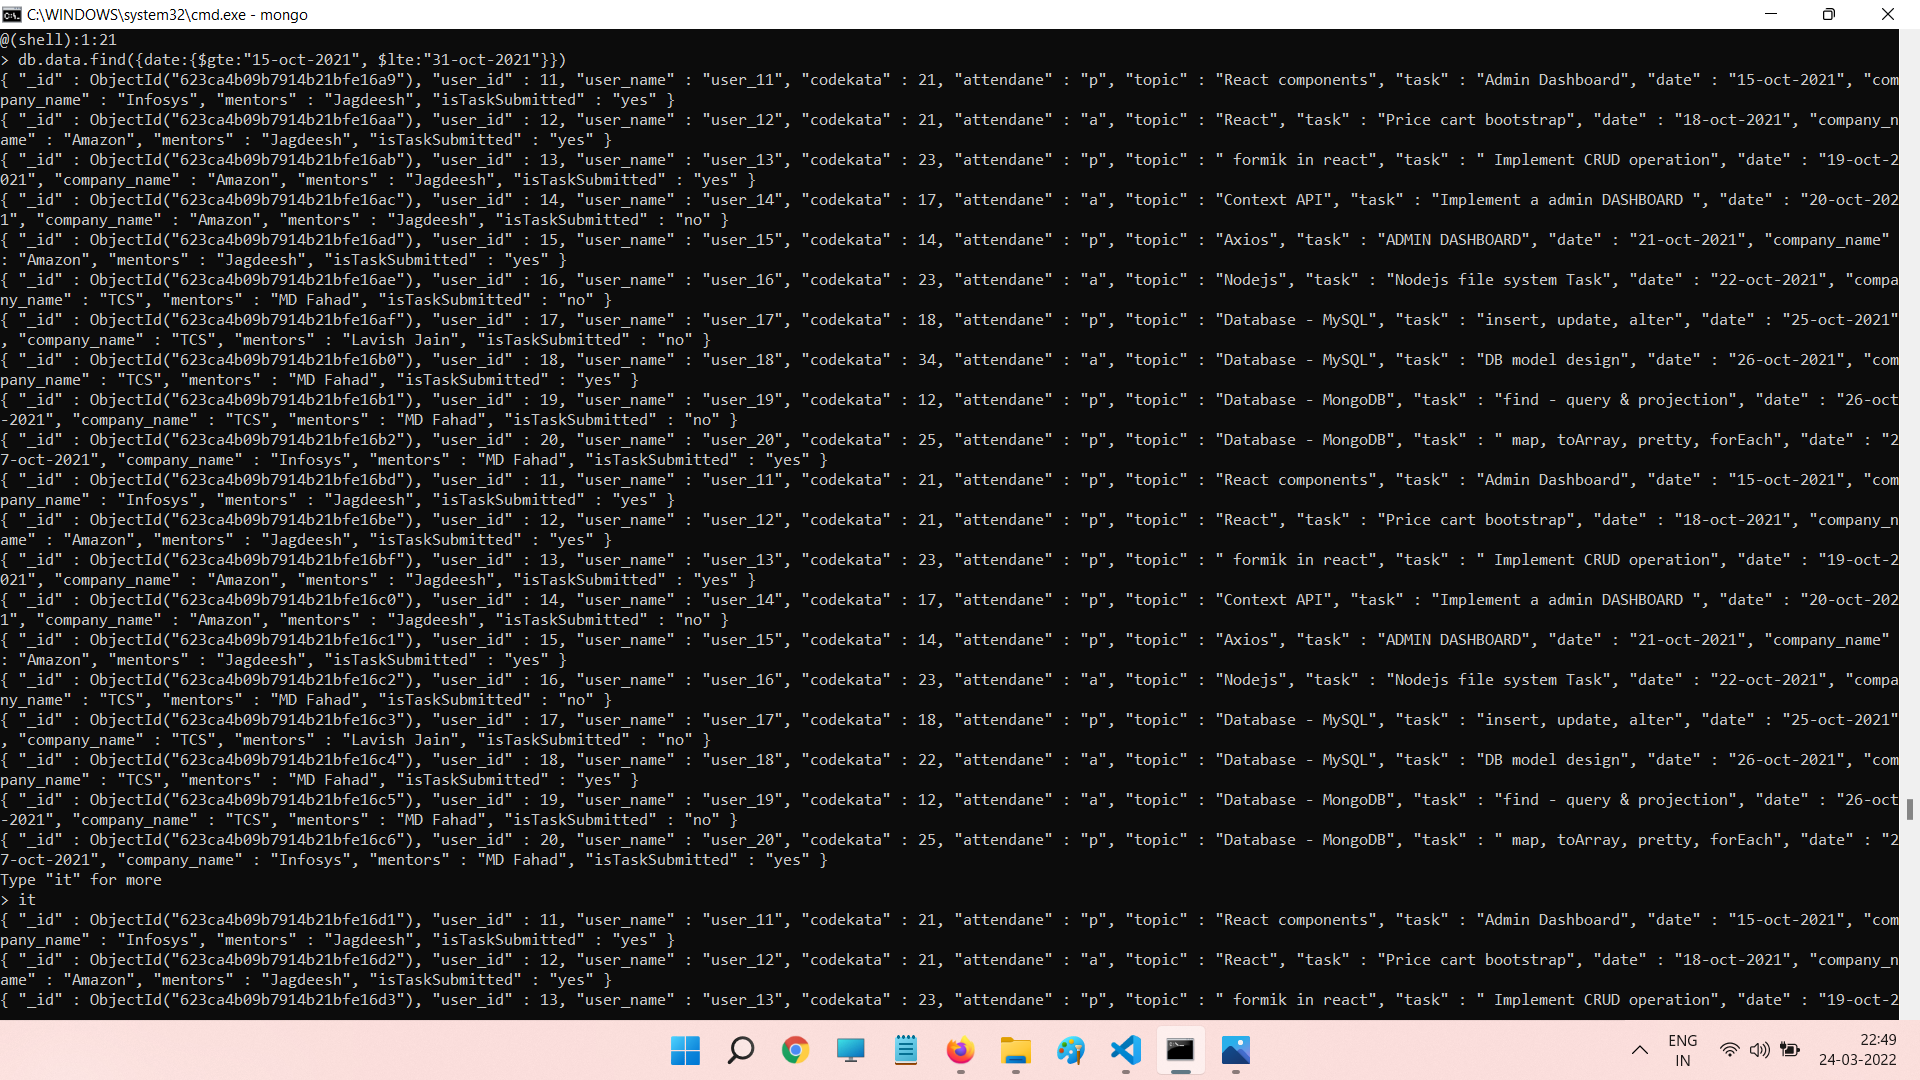 C:\WINDOWS\system32\cmd.exe - mongo
@(shell):1:21
> db.data.find({date:{$gte:"15-oct-2021", $lte:"31-oct-2021"}})
{ "_id" : ObjectId("623ca4b09b7914b21bfe16a9"), "user_id" : 11, "user_name" : "user_11", "codekata" : 21, "attendane" : "p", "topic" : "React components", "task" : "Admin Dashboard", "date" : "15-oct-2021", "com
pany_name" : "Infosys", "mentors" : "Jagdeesh", "isTaskSubmitted" : "yes" }
{ "_id" : ObjectId("623ca4b09b7914b21bfe16aa"), "user_id" : 12, "user_name" : "user_12", "codekata" : 21, "attendane" : "a", "topic" : "React", "task" : "Price cart bootstrap", "date" : "18-oct-2021", "company_n
ame" : "Amazon", "mentors" : "Jagdeesh", "isTaskSubmitted" : "yes" }
{ "_id" : ObjectId("623ca4b09b7914b21bfe16ab"), "user_id" : 13, "user_name" : "user_13", "codekata" : 23, "attendane" : "p", "topic" : " formik in react", "task" : " Implement CRUD operation", "date" : "19-oct-2
021", "company_name" : "Amazon", "mentors" : "Jagdeesh", "isTaskSubmitted" : "yes" }
{ "_id" : ObjectId("623ca4b09b7914b21bfe16ac"), "user_id" : 14, "user_name" : "user_14", "codekata" : 17, "attendane" : "a", "topic" : "Context API", "task" : "Implement a admin DASHBOARD ", "date" : "20-oct-202
1", "company_name" : "Amazon", "mentors" : "Jagdeesh", "isTaskSubmitted" : "no" }
{ "_id" : ObjectId("623ca4b09b7914b21bfe16ad"), "user_id" : 15, "user_name" : "user_15", "codekata" : 14, "attendane" : "p", "topic" : "Axios", "task" : "ADMIN DASHBOARD", "date" : "21-oct-2021", "company_name"
: "Amazon", "mentors" : "Jagdeesh", "isTaskSubmitted" : "yes" }
{ "_id" : ObjectId("623ca4b09b7914b21bfe16ae"), "user_id" : 16, "user_name" : "user_16", "codekata" : 23, "attendane" : "a", "topic" : "Nodejs", "task" : "Nodejs file system Task", "date" : "22-oct-2021", "compa
ny_name" : "TCS", "mentors" : "MD Fahad", "isTaskSubmitted" : "no" }
{ "_id" : ObjectId("623ca4b09b7914b21bfe16af"), "user_id" : 17, "user_name" : "user_17", "codekata" : 18, "attendane" : "p", "topic" : "Database - MySQL", "task" : "insert, update, alter", "date" : "25-oct-2021"
, "company_name" : "TCS", "mentors" : "Lavish Jain", "isTaskSubmitted" : "no" }
{ "_id" : ObjectId("623ca4b09b7914b21bfe16b0"), "user_id" : 18, "user_name" : "user_18", "codekata" : 34, "attendane" : "a", "topic" : "Database - MySQL", "task" : "DB model design", "date" : "26-oct-2021", "com
pany_name" : "TCS", "mentors" : "MD Fahad", "isTaskSubmitted" : "yes" }
{ "_id" : ObjectId("623ca4b09b7914b21bfe16b1"), "user_id" : 19, "user_name" : "user_19", "codekata" : 12, "attendane" : "p", "topic" : "Database - MongoDB", "task" : "find - query & projection", "date" : "26-oct
-2021", "company_name" : "TCS", "mentors" : "MD Fahad", "isTaskSubmitted" : "no" }
{ "_id" : ObjectId("623ca4b09b7914b21bfe16b2"), "user_id" : 20, "user_name" : "user_20", "codekata" : 25, "attendane" : "p", "topic" : "Database - MongoDB", "task" : " map, toArray, pretty, forEach", "date" : "2
7-oct-2021", "company_name" : "Infosys", "mentors" : "MD Fahad", "isTaskSubmitted" : "yes" }
{ "_id" : ObjectId("623ca4b09b7914b21bfe16bd"), "user_id" : 11, "user_name" : "user_11", "codekata" : 21, "attendane" : "p", "topic" : "React components", "task" : "Admin Dashboard", "date" : "15-oct-2021", "com
pany_name" : "Infosys", "mentors" : "Jagdeesh", "isTaskSubmitted" : "yes" }
{ "_id" : ObjectId("623ca4b09b7914b21bfe16be"), "user_id" : 12, "user_name" : "user_12", "codekata" : 21, "attendane" : "p", "topic" : "React", "task" : "Price cart bootstrap", "date" : "18-oct-2021", "company_n
ame" : "Amazon", "mentors" : "Jagdeesh", "isTaskSubmitted" : "yes" }
{ "_id" : ObjectId("623ca4b09b7914b21bfe16bf"), "user_id" : 13, "user_name" : "user_13", "codekata" : 23, "attendane" : "p", "topic" : " formik in react", "task" : " Implement CRUD operation", "date" : "19-oct-2
021", "company_name" : "Amazon", "mentors" : "Jagdeesh", "isTaskSubmitted" : "yes" }
{ "_id" : ObjectId("623ca4b09b7914b21bfe16c0"), "user_id" : 14, "user_name" : "user_14", "codekata" : 17, "attendane" : "p", "topic" : "Context API", "task" : "Implement a admin DASHBOARD ", "date" : "20-oct-202
1", "company_name" : "Amazon", "mentors" : "Jagdeesh", "isTaskSubmitted" : "no" }
{ "_id" : ObjectId("623ca4b09b7914b21bfe16c1"), "user_id" : 15, "user_name" : "user_15", "codekata" : 14, "attendane" : "p", "topic" : "Axios", "task" : "ADMIN DASHBOARD", "date" : "21-oct-2021", "company_name"
: "Amazon", "mentors" : "Jagdeesh", "isTaskSubmitted" : "yes" }
{ "_id" : ObjectId("623ca4b09b7914b21bfe16c2"), "user_id" : 16, "user_name" : "user_16", "codekata" : 23, "attendane" : "a", "topic" : "Nodejs", "task" : "Nodejs file system Task", "date" : "22-oct-2021", "compa
ny_name" : "TCS", "mentors" : "MD Fahad", "isTaskSubmitted" : "no" }
{ "_id" : ObjectId("623ca4b09b7914b21bfe16c3"), "user_id" : 17, "user_name" : "user_17", "codekata" : 18, "attendane" : "p", "topic" : "Database - MySQL", "task" : "insert, update, alter", "date" : "25-oct-2021"
, "company_name" : "TCS", "mentors" : "Lavish Jain", "isTaskSubmitted" : "no" }
{ "_id" : ObjectId("623ca4b09b7914b21bfe16c4"), "user_id" : 18, "user_name" : "user_18", "codekata" : 22, "attendane" : "a", "topic" : "Database - MySQL", "task" : "DB model design", "date" : "26-oct-2021", "com
pany_name" : "TCS", "mentors" : "MD Fahad", "isTaskSubmitted" : "yes" }
{ "_id" : ObjectId("623ca4b09b7914b21bfe16c5"), "user_id" : 19, "user_name" : "user_19", "codekata" : 12, "attendane" : "a", "topic" : "Database - MongoDB", "task" : "find - query & projection", "date" : "26-oct
-2021", "company_name" : "TCS", "mentors" : "MD Fahad", "isTaskSubmitted" : "no" }
{ "_id" : ObjectId("623ca4b09b7914b21bfe16c6"), "user_id" : 20, "user_name" : "user_20", "codekata" : 25, "attendane" : "p", "topic" : "Database - MongoDB", "task" : " map, toArray, pretty, forEach", "date" : "2
7-oct-2021", "company_name" : "Infosys", "mentors" : "MD Fahad", "isTaskSubmitted" : "yes" }
Type "it" for more
> it
{ "_id" : ObjectId("623ca4b09b7914b21bfe16d1"), "user_id" : 11, "user_name" : "user_11", "codekata" : 21, "attendane" : "p", "topic" : "React components", "task" : "Admin Dashboard", "date" : "15-oct-2021", "com
pany_name" : "Infosys", "mentors" : "Jagdeesh", "isTaskSubmitted" : "yes" }
{ "_id" : ObjectId("623ca4b09b7914b21bfe16d2"), "user_id" : 12, "user_name" : "user_12", "codekata" : 21, "attendane" : "a", "topic" : "React", "task" : "Price cart bootstrap", "date" : "18-oct-2021", "company_n
ame" : "Amazon", "mentors" : "Jagdeesh", "isTaskSubmitted" : "yes" }
{ "_id" : ObjectId("623ca4b09b7914b21bfe16d3"), "user_id" : 13, "user_name" : "user_13", "codekata" : 23, "attendane" : "p", "topic" : " formik in react", "task" : " Implement CRUD operation", "date" : "19-oct-2
ENG
IN
22:49
24-03-2022